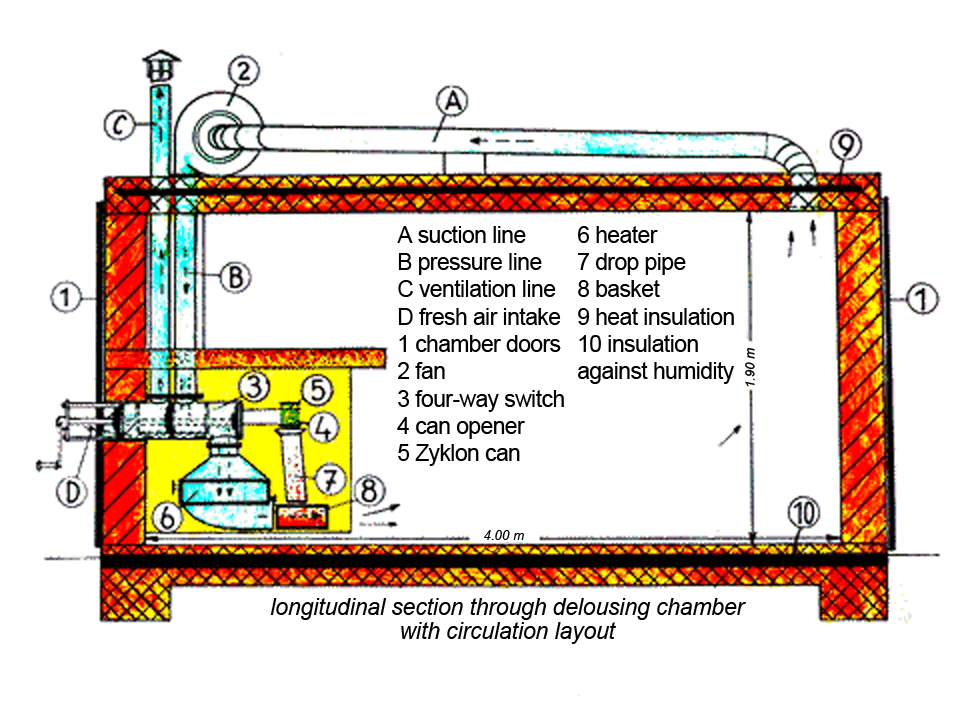 2
A
C
9
A suction line
B pressure line
C ventilation line
D fresh air intake
1 chamber doors
2 fan
3 four-way switch
4 can opener
5 Zyklon can
6 heater
7 drop pipe
8 basket
9 heat insulation
10 insulation
against humidity
B
1
1
1.90 m
3
5
4
7
D
8
6
10
4.00 m
longitudinal section through delousing chamber
with circulation layout